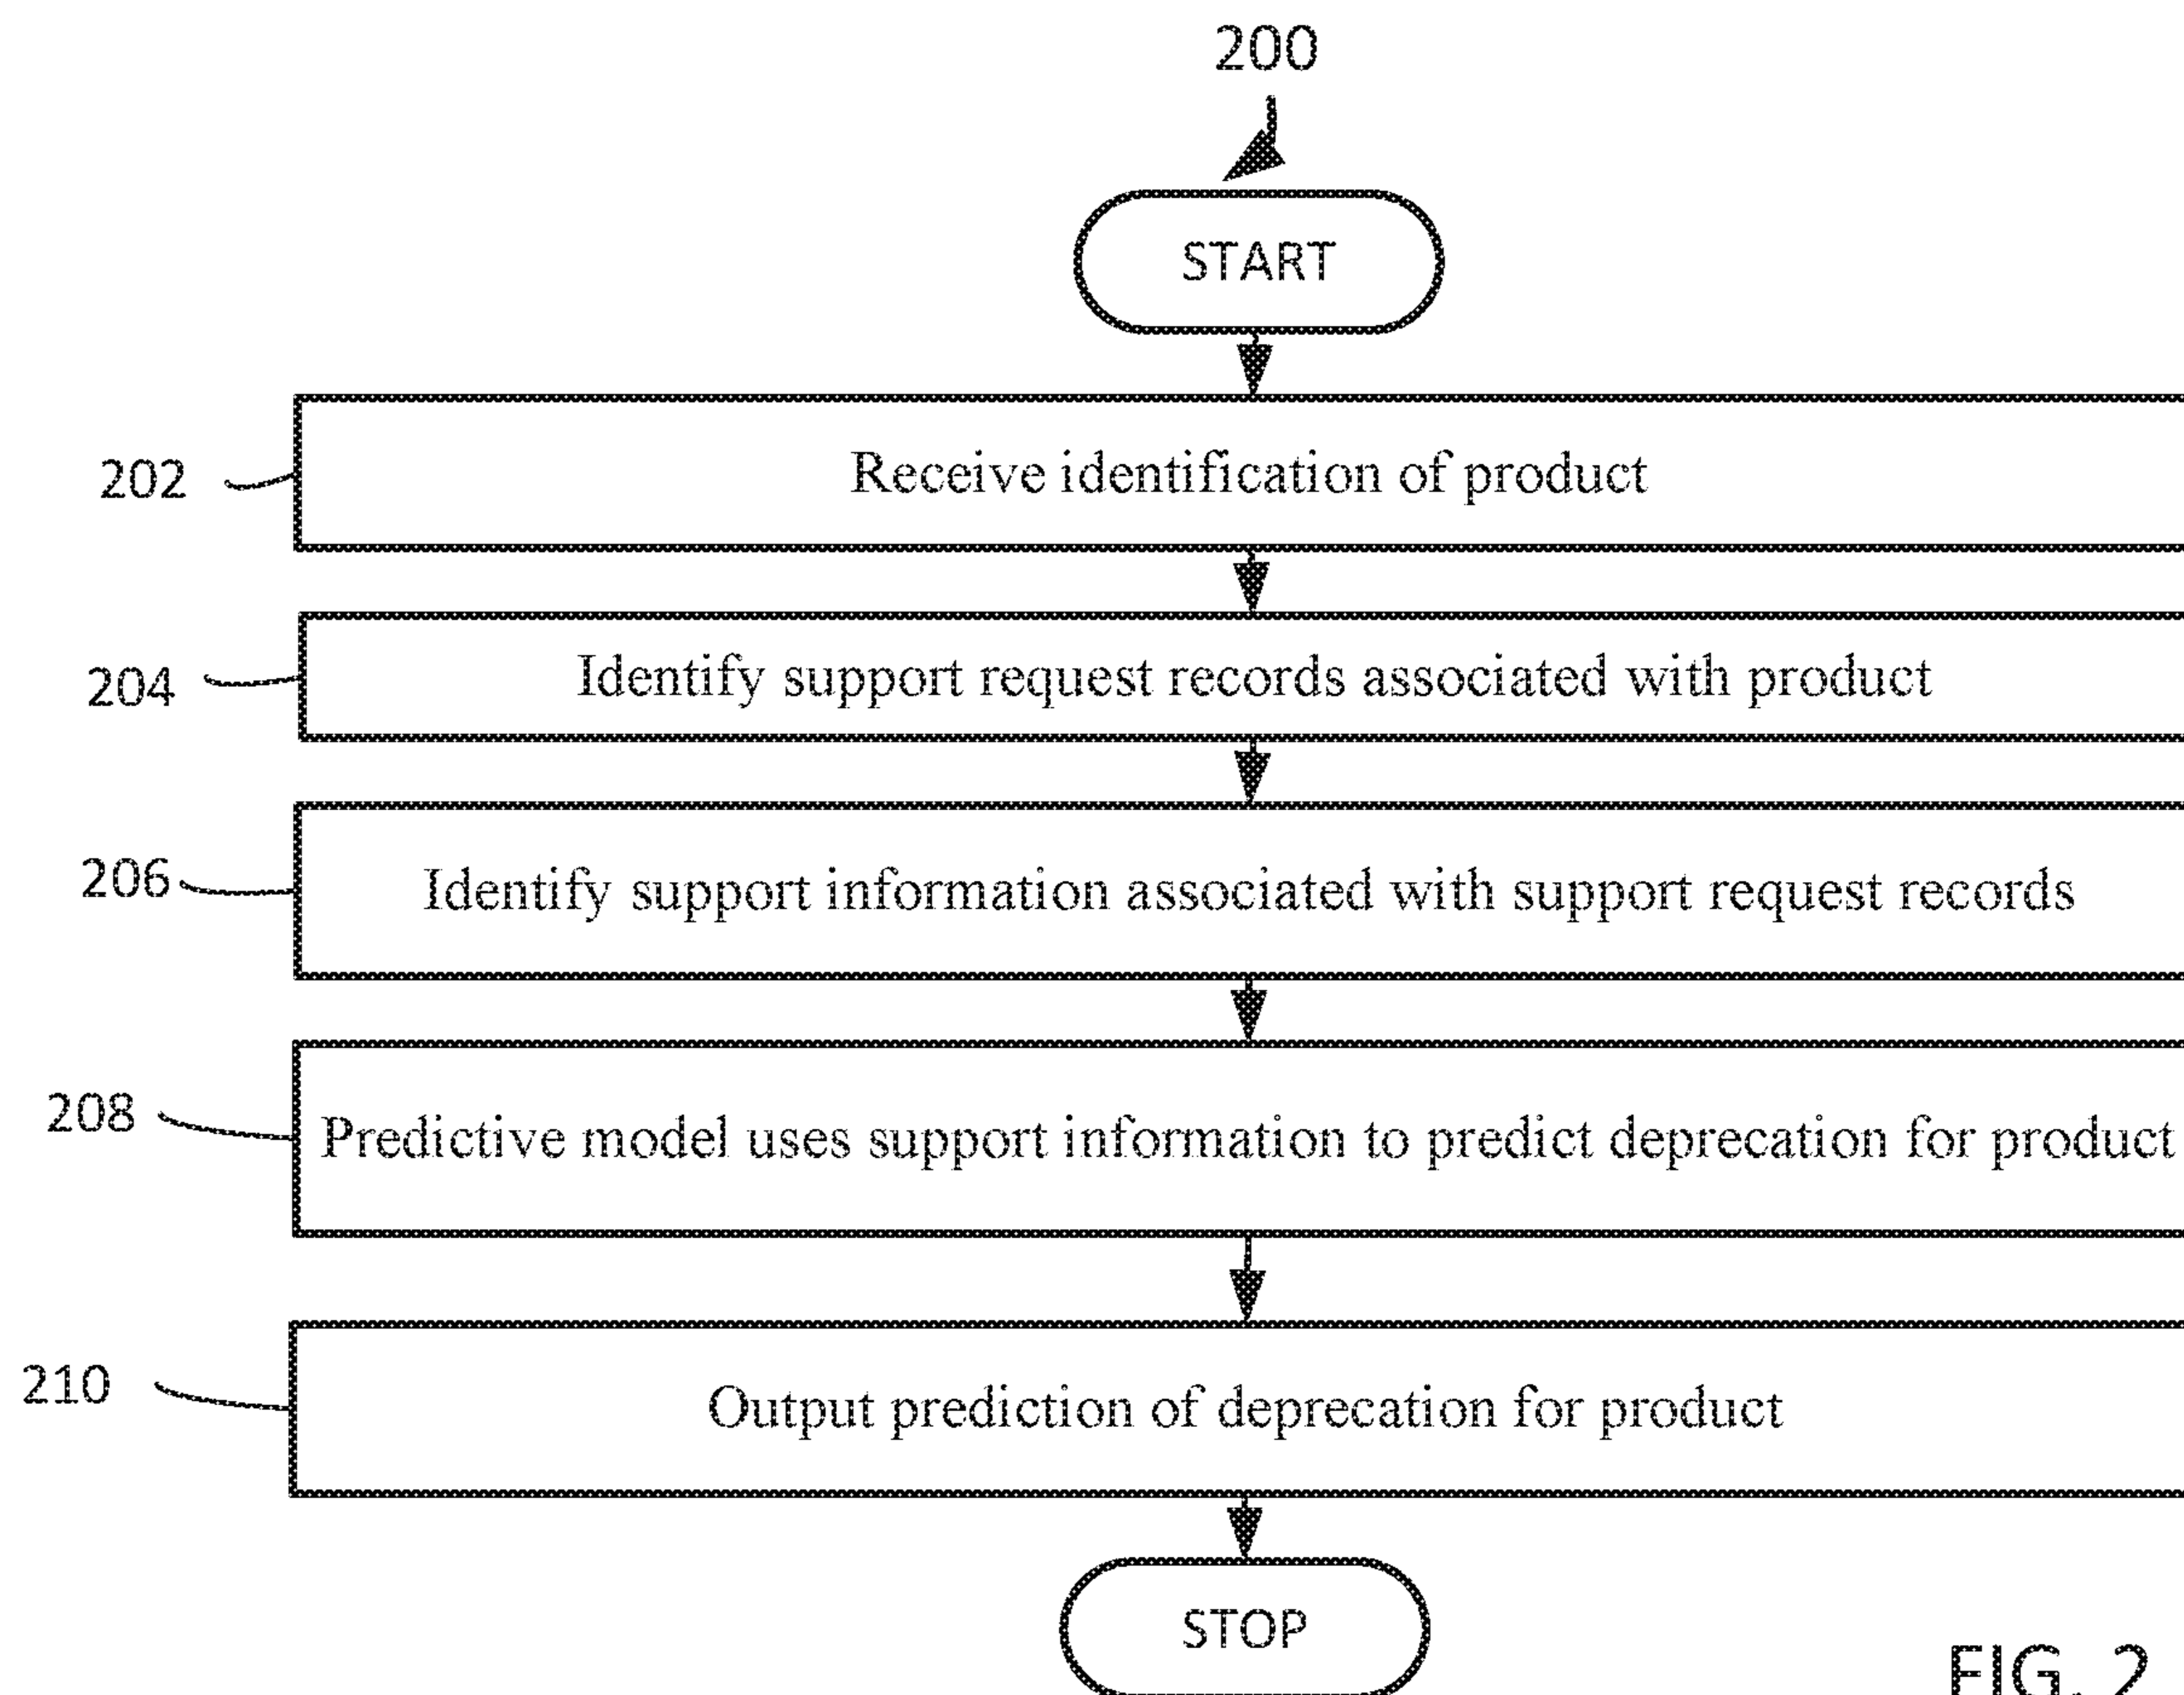 200
START
202
Receive identification of product
204
Identify support request records associated with product
206
Identify support information associated with support request records
208
Predictive model uses support information to predict deprecation for product
210
Output prediction of deprecation for product
STOP
FIG. 2